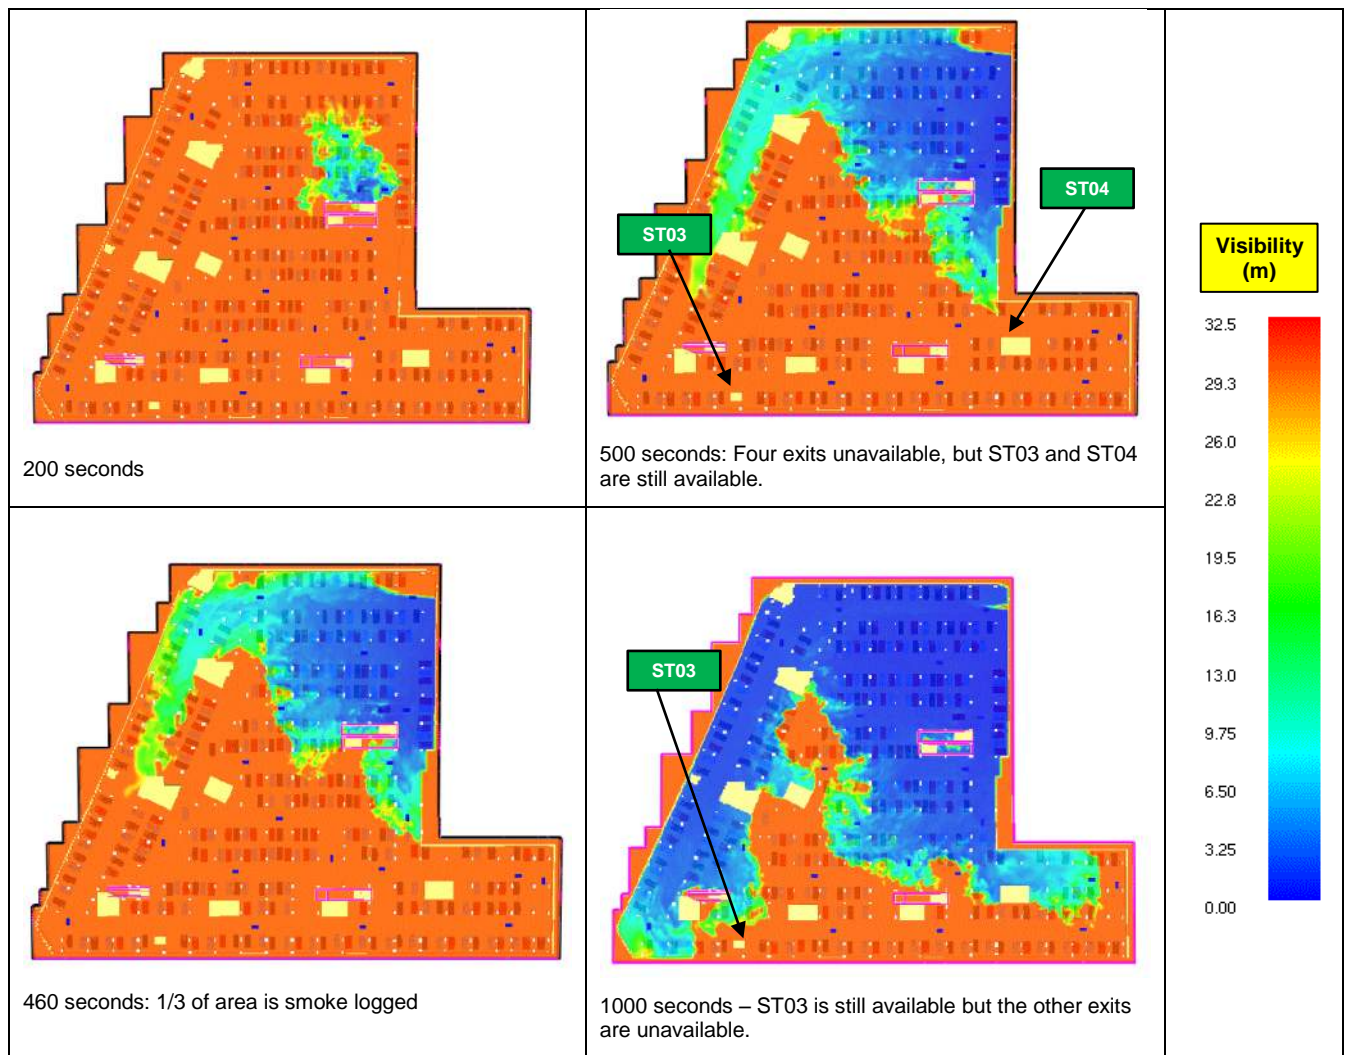 200 seconds
ST03
ST04
500 seconds: Four exits unavailable, but ST03 and ST04
are still available.
Visibility
(m)
32.5
29.3
26.0
22.8
19.5
16.3
13.0
9.75
6.50
3.25
0.00
460 seconds: 1/3 of area is smoke logged
ST03
1000 seconds – ST03 is still available but the other exits
are unavailable.